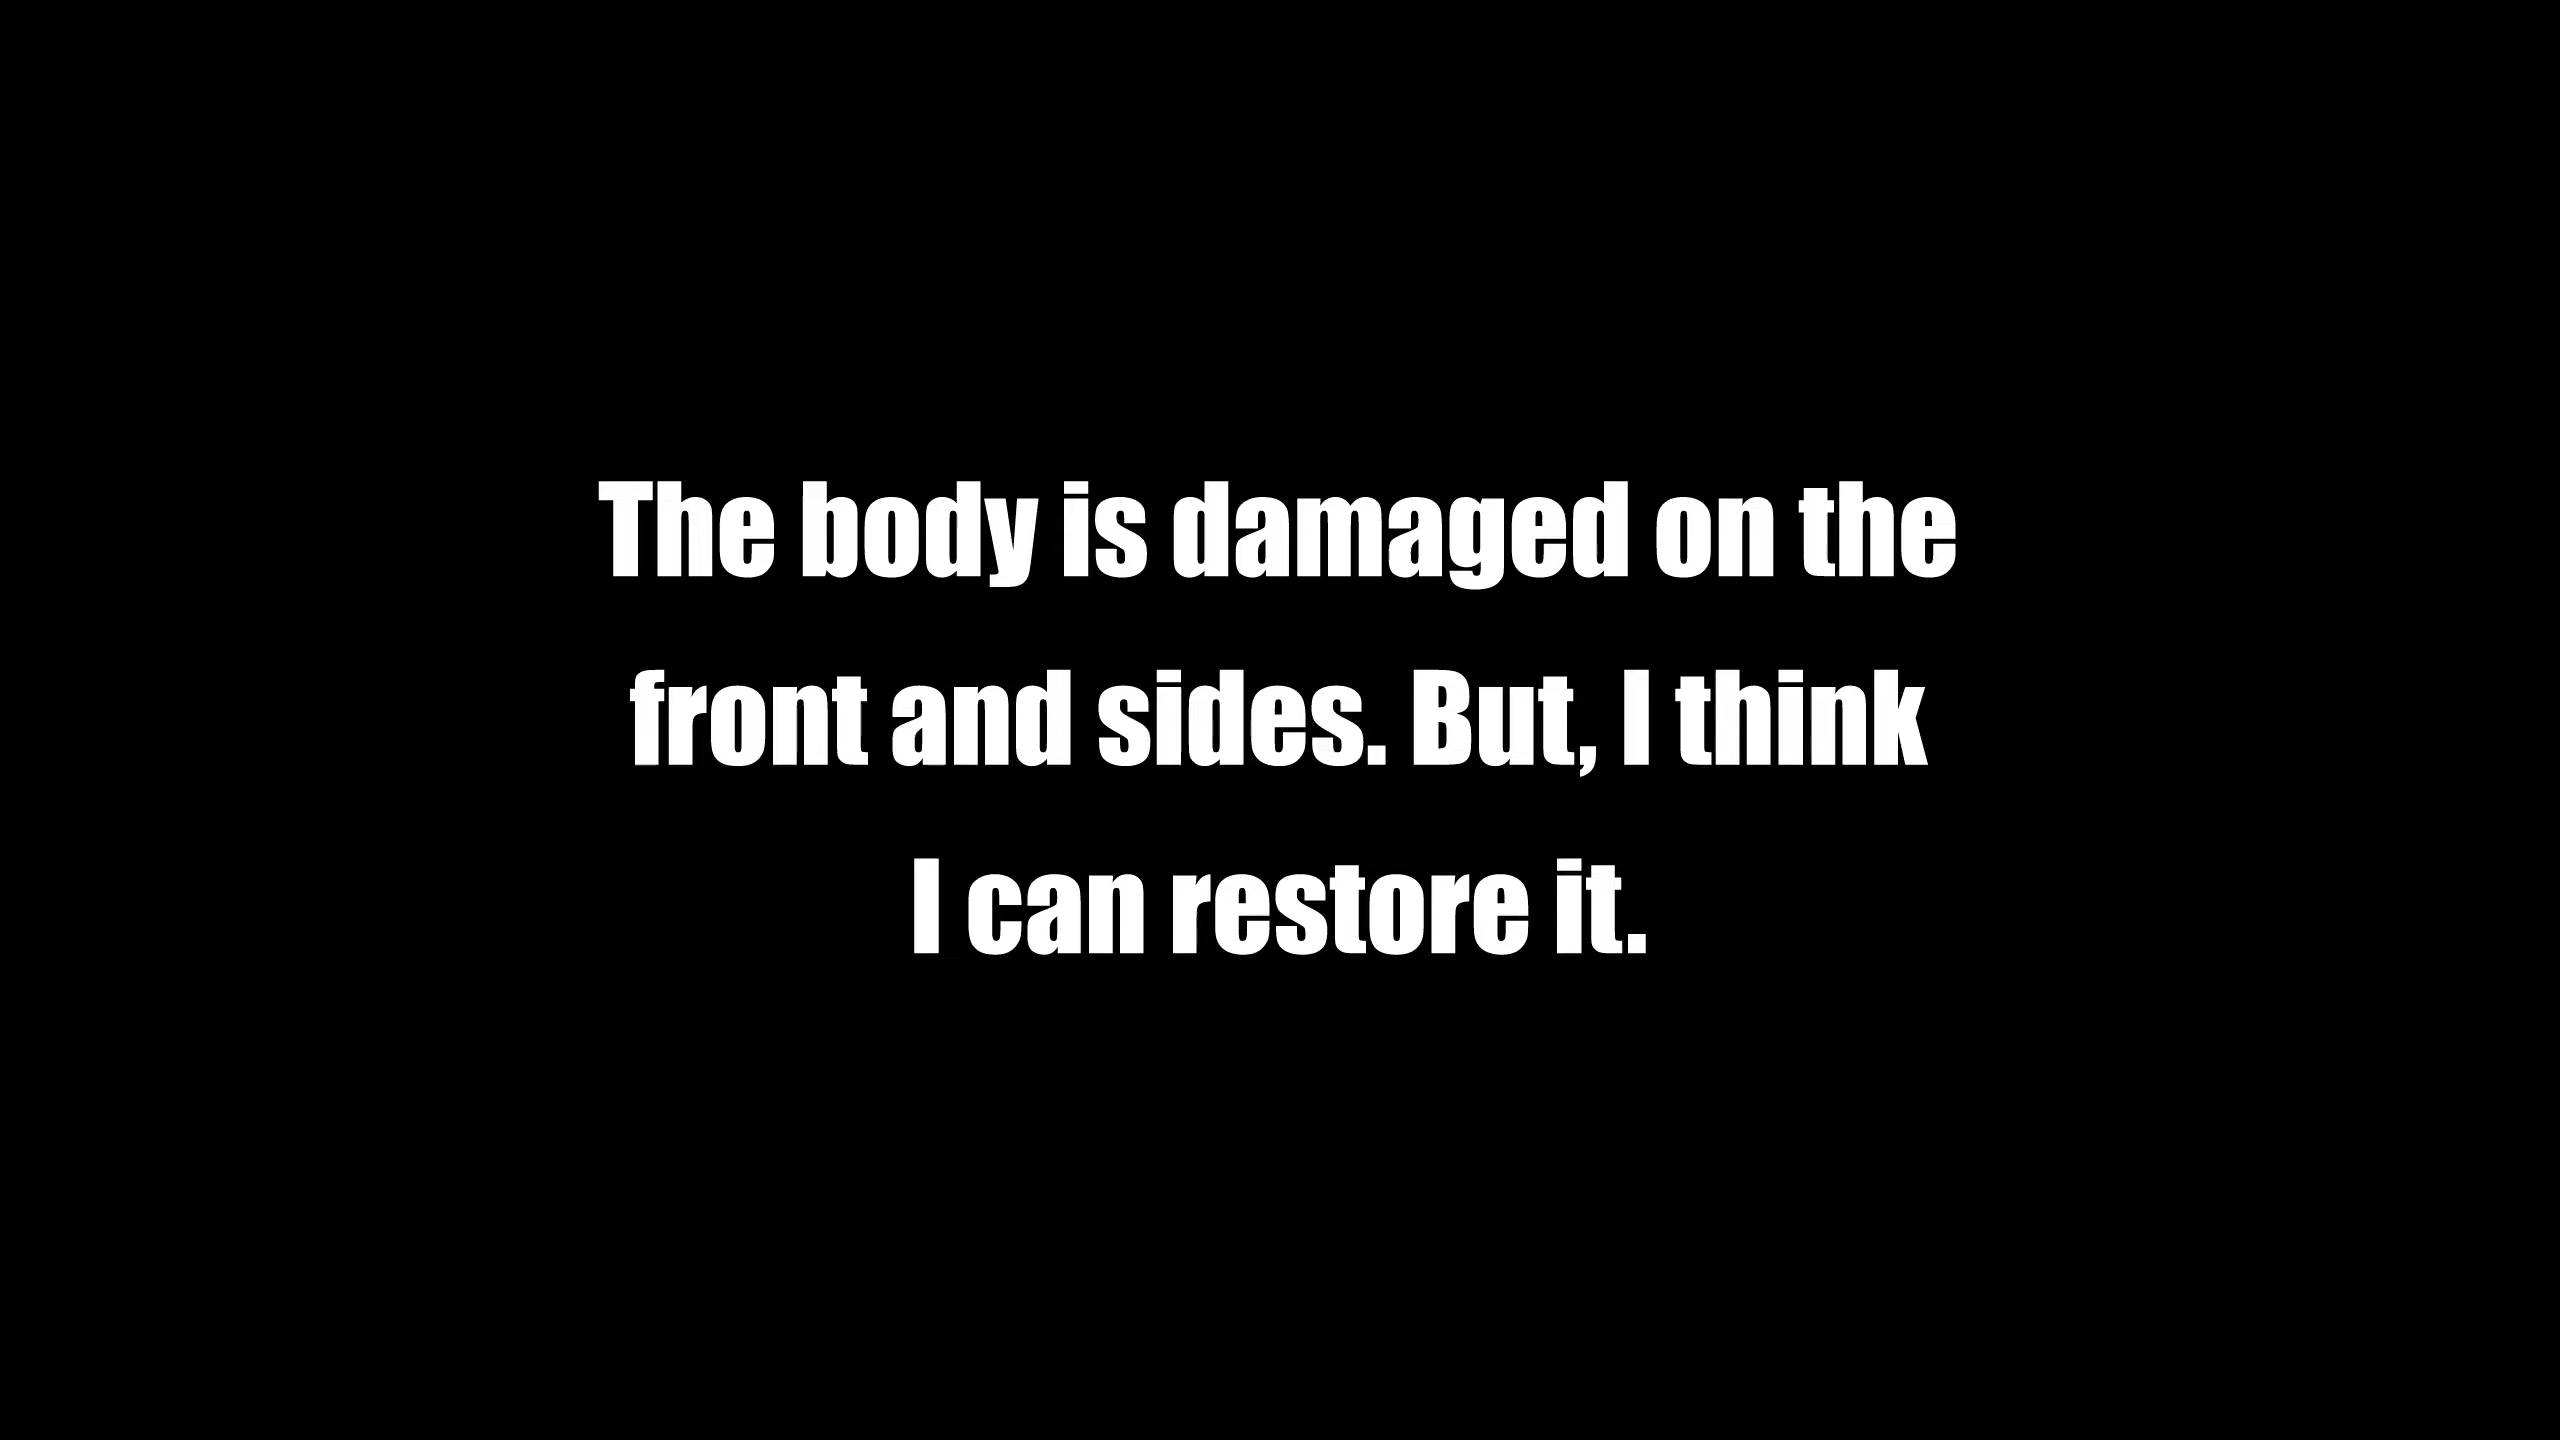 The body is damaged on the
front and sides. But, I think
I can restore it.